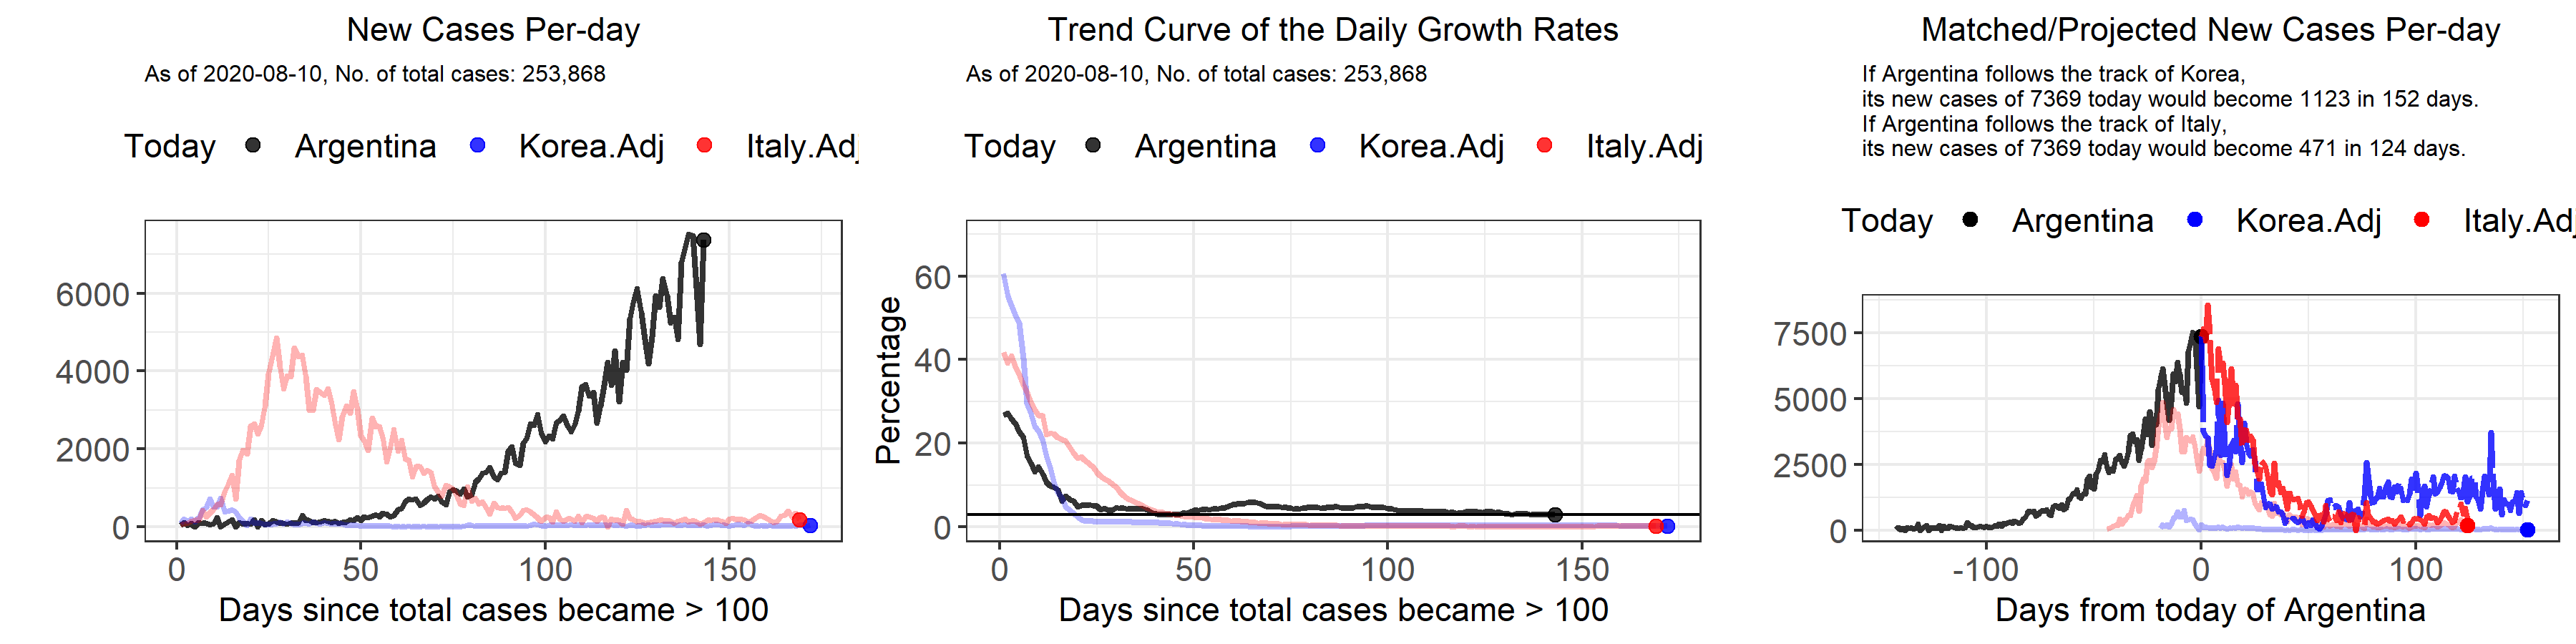 New Cases Per-day
As of 2020-08-10, No. of total cases: 253,868
Today Argentina Korea.Adj Italy.Adj
6000
4000
2000
0
0 50 100 150
Days since total cases became > 100
Trend Curve of the Daily Growth Rates
As of 2020-08-10, No. of total cases: 253,868
Today Argentina Korea.Adj Italy.Adj
Percentage
60
40
20
0
0 50 100 150
Days since total cases became > 100
Matched/Projected New Cases Per-day
If Argentina follows the track of Korea,
its new cases of 7369 today would become 1123 in 152 days.
If Argentina follows the track of Italy,
its new cases of 7369 today would become 471 in 124 days.
Today Argentina Korea.Adj Italy.Adj
7500
5000
2500
0
-100 0 100
Days from today of Argentina